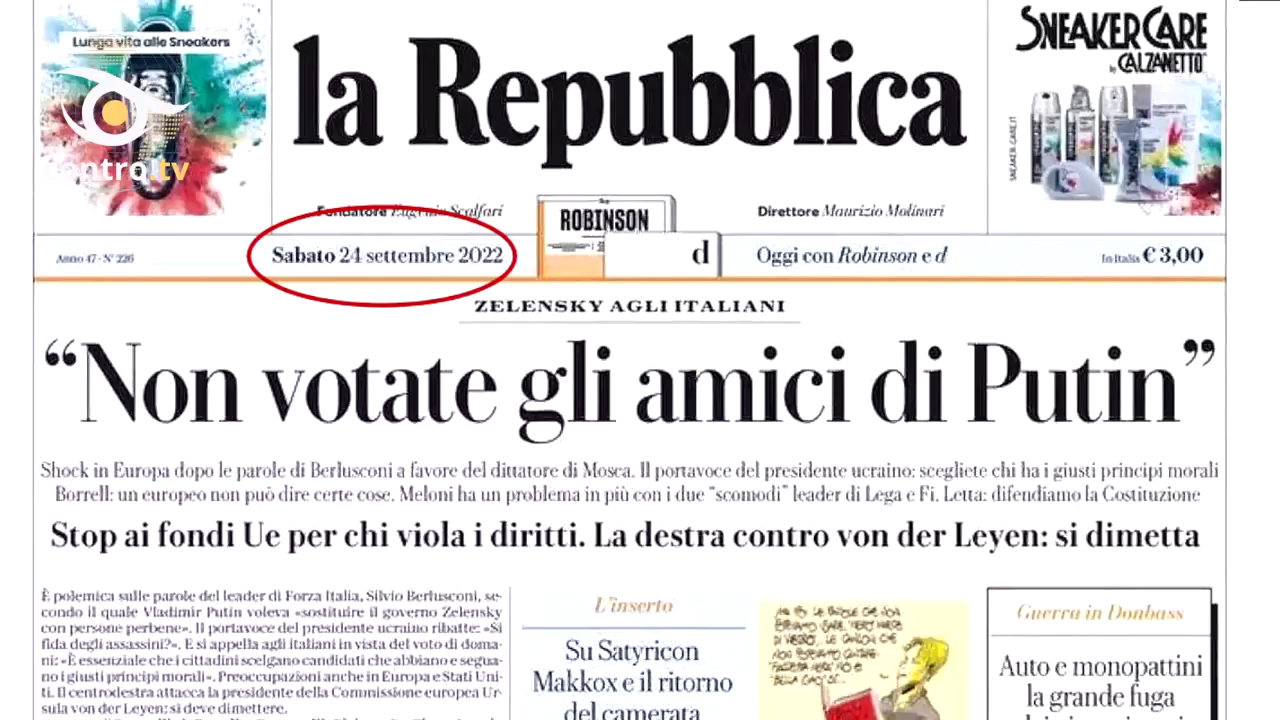 Lunga vita alle Sneakers
controltv
la Repubblica
SNEAKER CARE
by CALZANETTO
SNEAKER-CARE.IT
Fondatore Eugenio Scalfari
ROBINSON
d
Direttore Maurizio Molinari
Anno 47 - N° 226
Sabato 24 settembre 2022
Oggi con Robinson e d
In Italia € 3,00
ZELENSKY AGLI ITALIANI
“Non votate gli amici di Putin”
Shock in Europa dopo le parole di Berlusconi a favore del dittatore di Mosca. Il portavoce del presidente ucraino: scegliete chi ha i giusti principi morali
Borrell: un europeo non può dire certe cose. Meloni ha un problema in più con i due “scomodi” leader di Lega e Fi. Letta: difendiamo la Costituzione
Stop ai fondi Ue per chi viola i diritti. La destra contro von der Leyen: si dimetta
È polemica sulle parole del leader di Forza Italia, Silvio Berlusconi, se-
condo il quale Vladimir Putin voleva «sostituire il governo Zelensky
con persone perbene». Il portavoce del presidente ucraino ribatte: «Si
fida degli assassini?». E si appella agli italiani in vista del voto di doma-
ni: «È essenziale che i cittadini scelgano candidati che abbiano e segua-
no i giusti principi morali». Preoccupazioni anche in Europa e Stati Uni-
ti. Il centrodestra attacca la presidente della Commissione europea Ur-
sula von der Leyen: si deve dimettere.
L'inserto
Su Satyricon
Makkox e il ritorno
del camerata
Guerra in Donbass
Auto e monopattini
la grande fuga